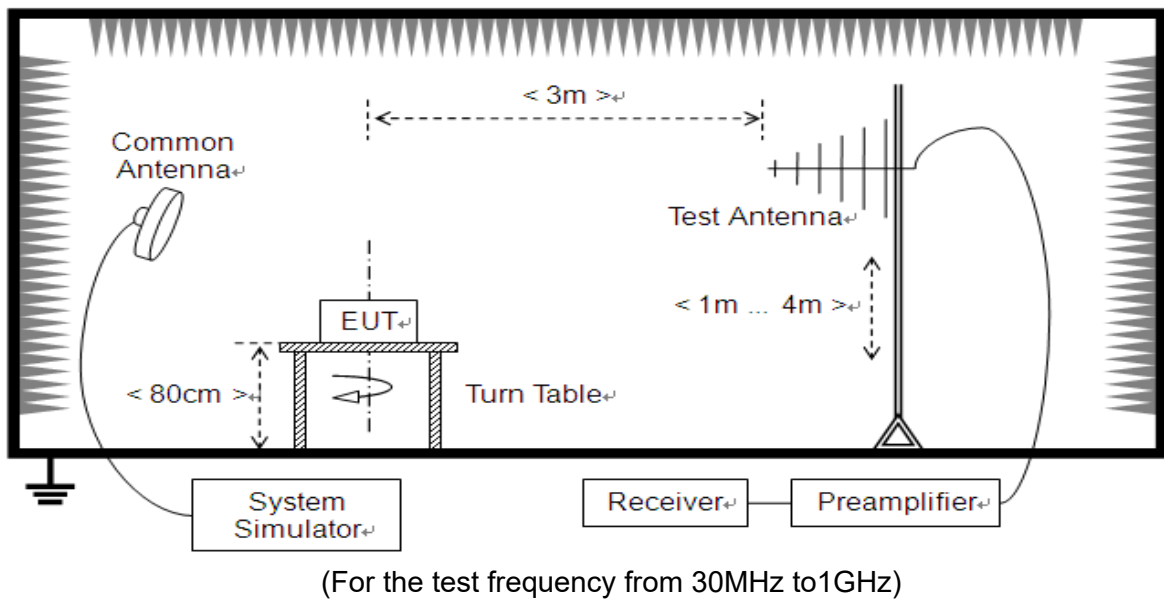 < 3m >↵
Common
Antenna↵
Test Antenna↵
< 1m ... 4m >↵
EUT↵
< 80cm >↵
Turn Table↵
System
Simulator↵
Receiver↵
Preamplifier↵
(For the test frequency from 30MHz to1GHz)